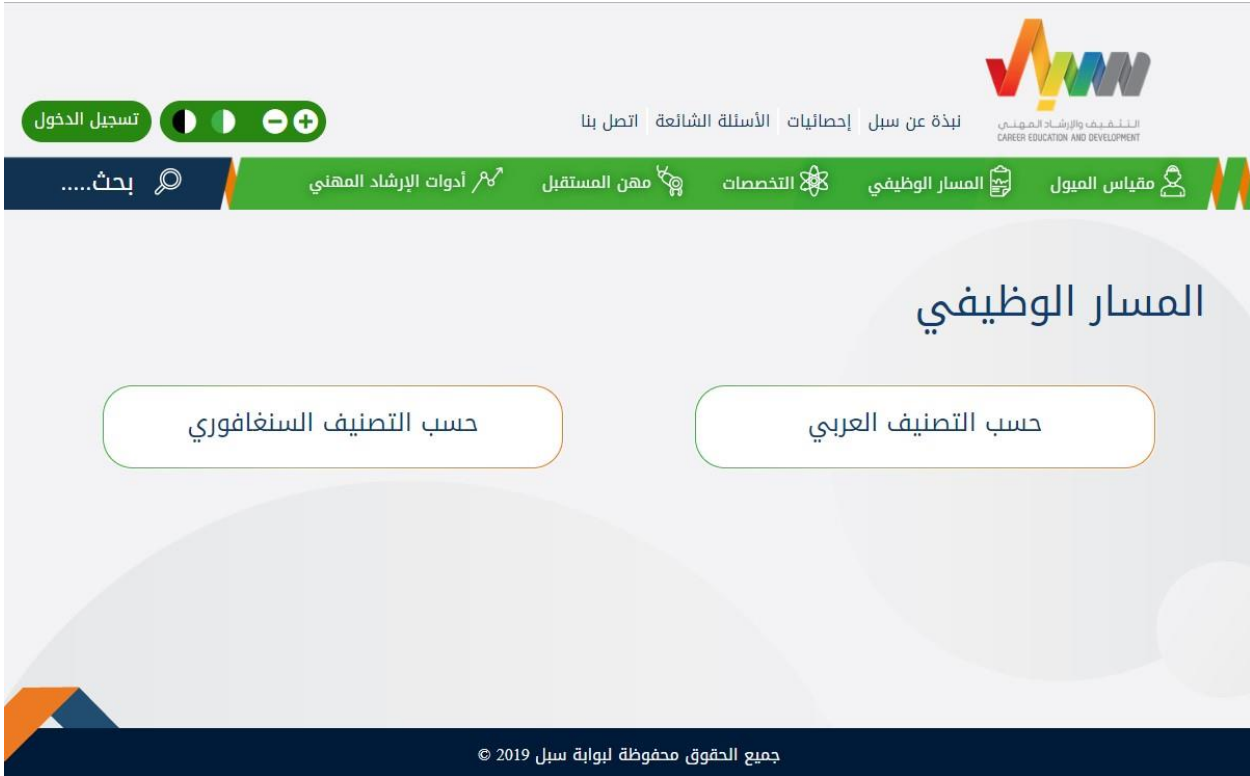 سبل
التثقيف والإرشاد المهني
CAREER EDUCATION AND DEVELOPMENT
نبذة عن سبل إحصائيات الأسئلة الشائعة اتصل بنا
تسجيل الدخول
مقياس الميول المسار الوظيفي التخصصات مهن المستقبل أدوات الإرشاد المهني
بحث.....
المسار الوظيفي
حسب التصنيف العربي
حسب التصنيف السنغافوري
جميع الحقوق محفوظة لبوابة سبل 2019 ©